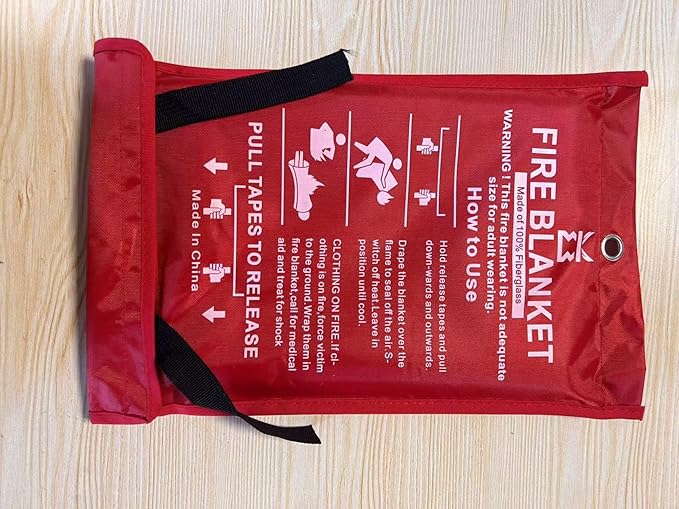 FIRE BLANKET
Made of 100% Fiberglass
WARNING ! This fire blanket is not adequate
size for adult wearing.
How to Use
Hold release tapes and pull
down-wards and outwards.
Drape the blanket over the
flame to seal off the air.S-
witch off heat. Leave in
position until cool.
CLOTHING ON FIRE.If cl-
othing is on fire,force victim
to the ground. Wrap them in
fire blanket,call for medical
aid and treat for shock
PULL TAPES TO RELEASE
Made In China